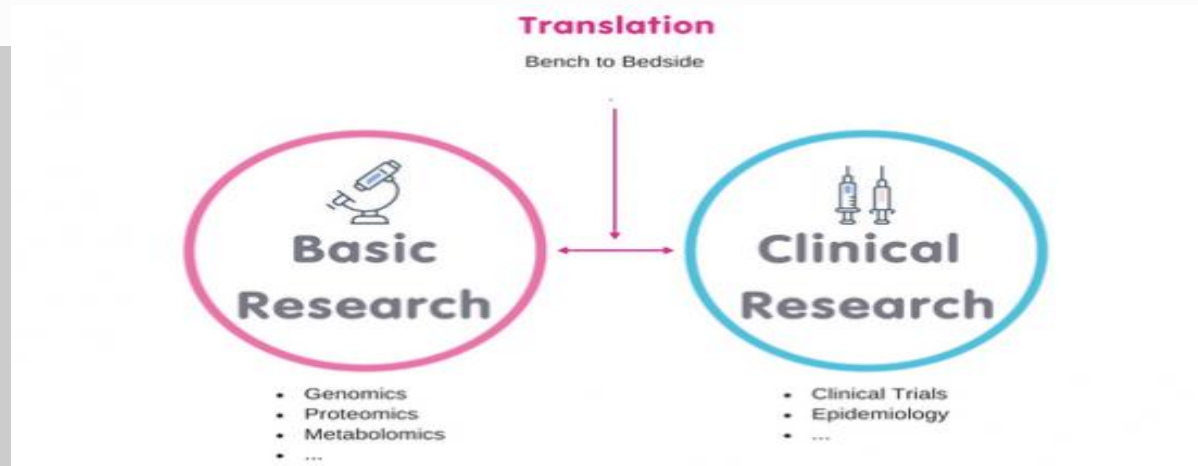 Translation
Bench to Bedside
Basic
Research
• Genomics
• Proteomics
• Metabolomics
• ...
Clinical
Research
• Clinical Trials
• Epidemiology
• ...